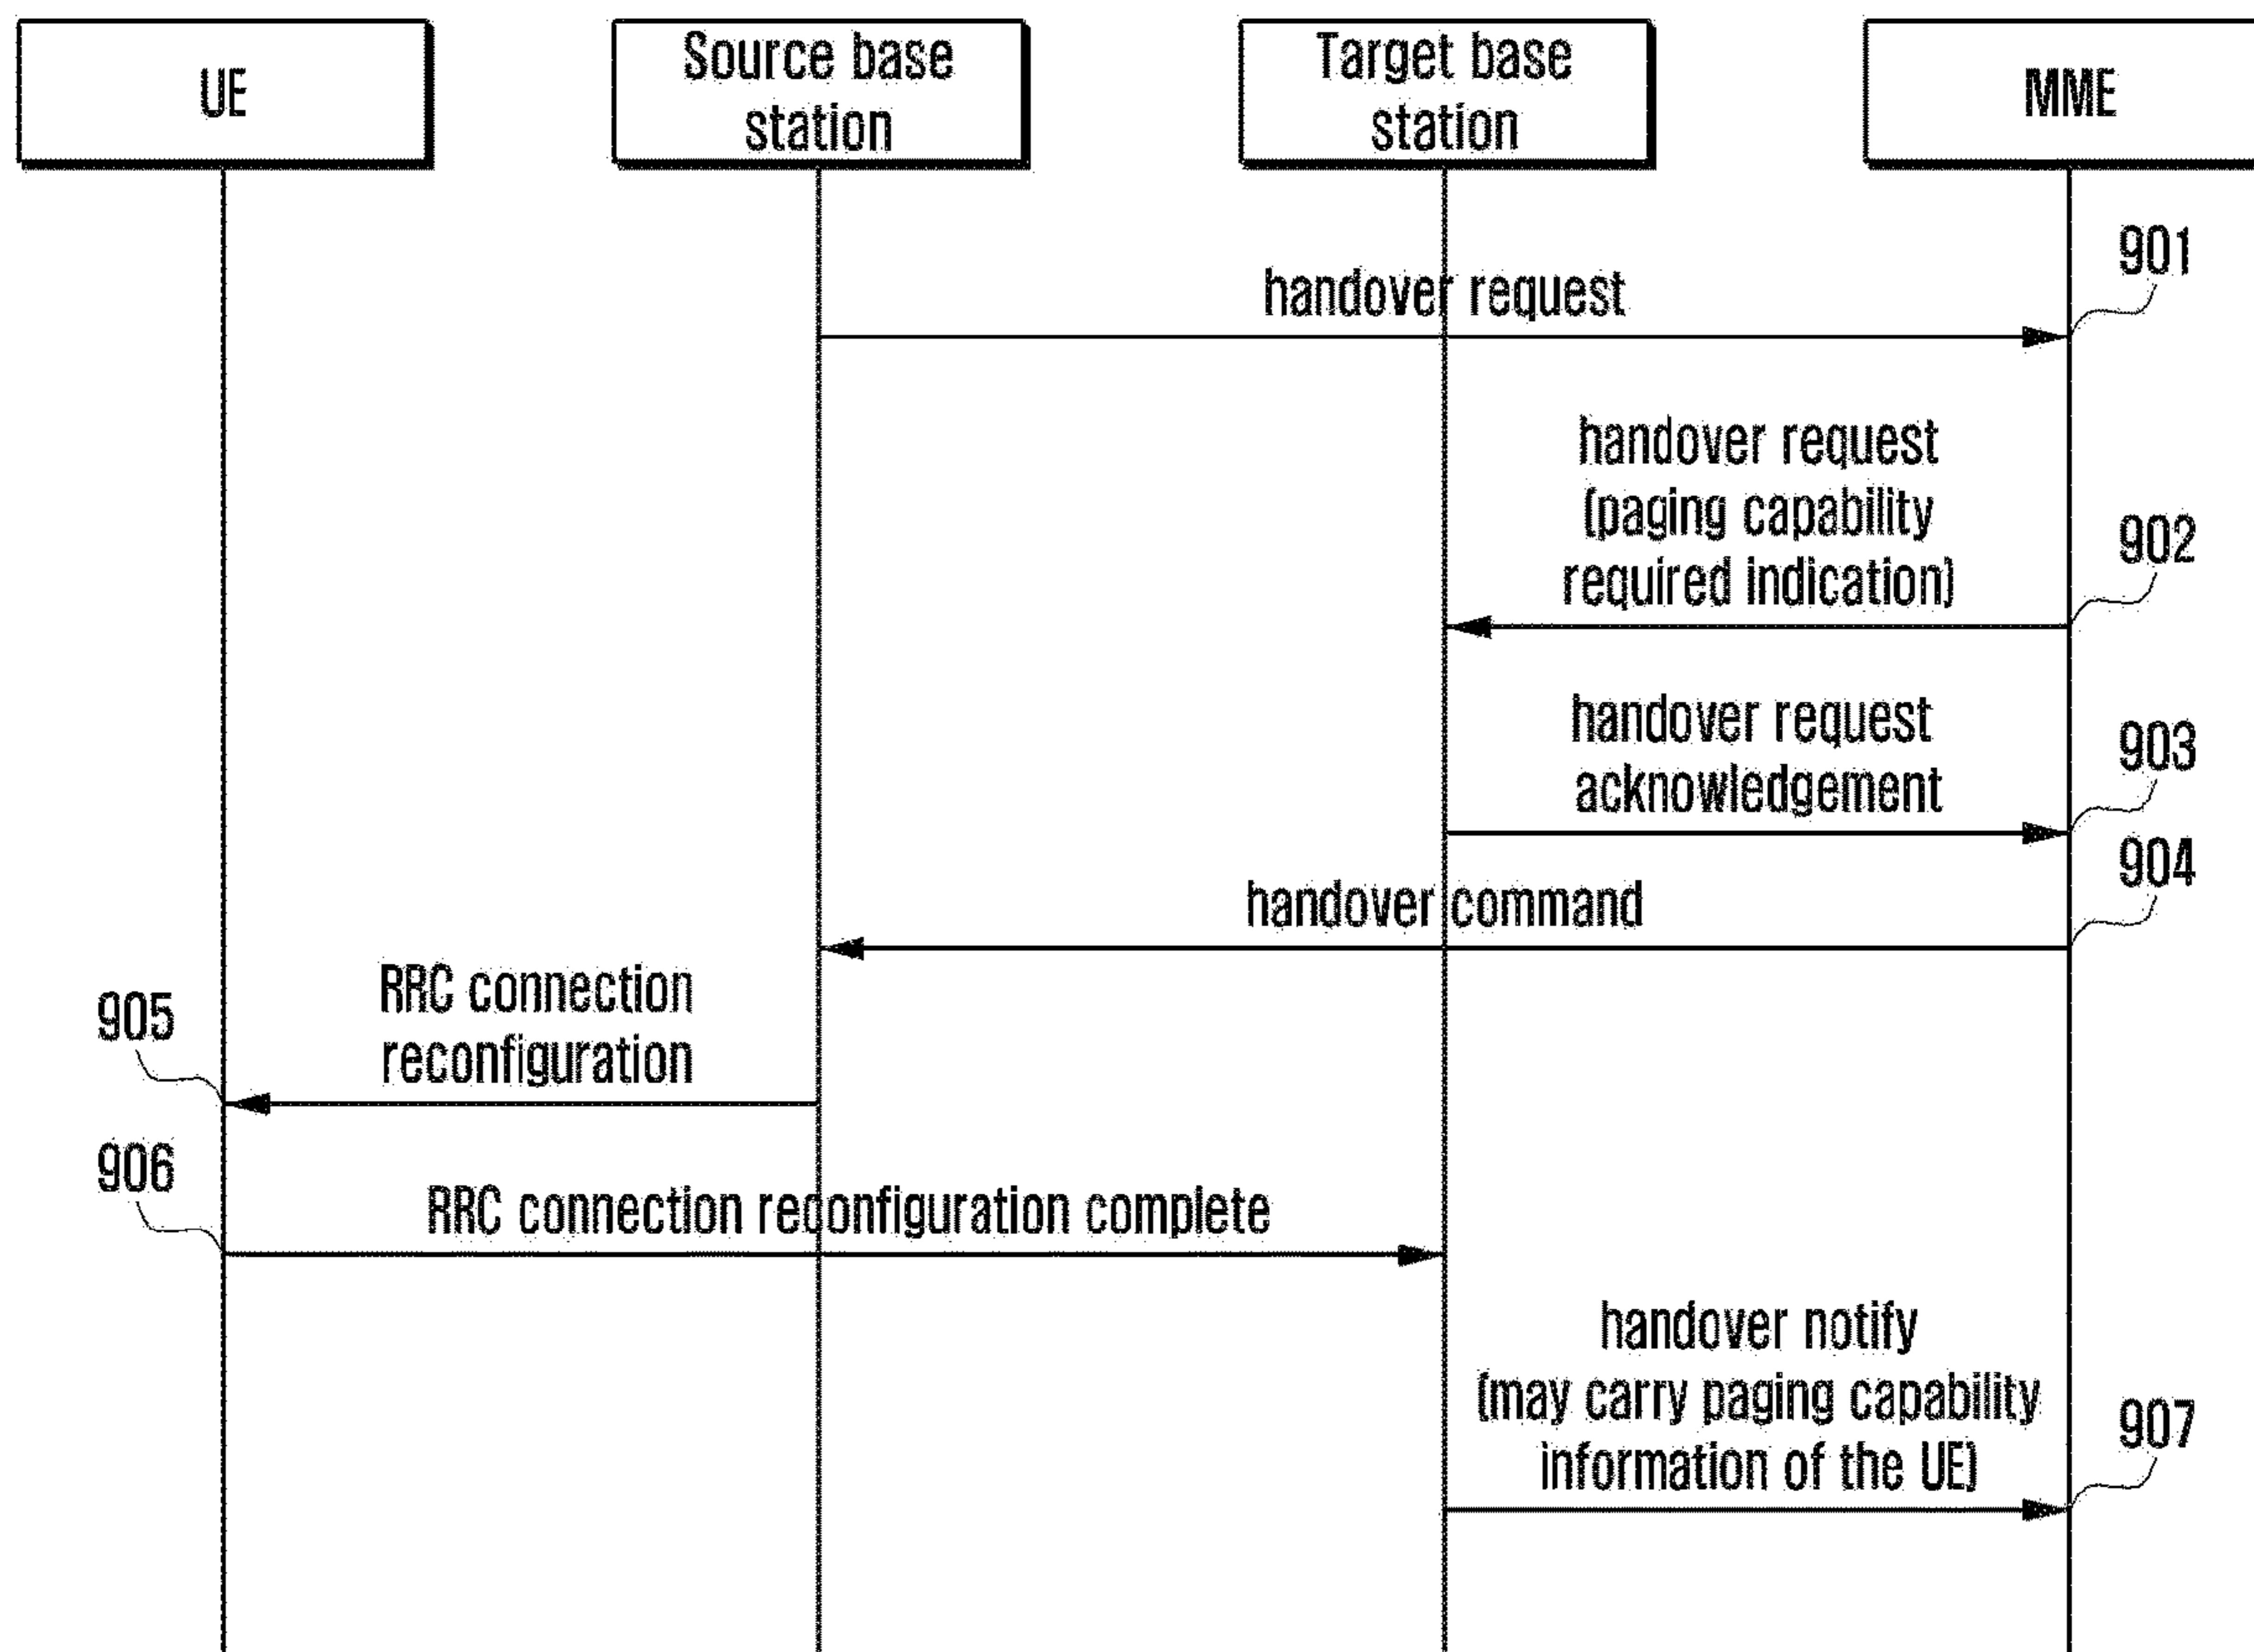 UE
Source base
station
Target base
station
MME
901
handover request
handover request
(paging capability
required indication)
902
handover request
acknowledgement
903
904
handover command
RRC connection
reconfiguration
905
906
RRC connection reconfiguration complete
handover notify
(may carry paging capability
information of the UE)
907